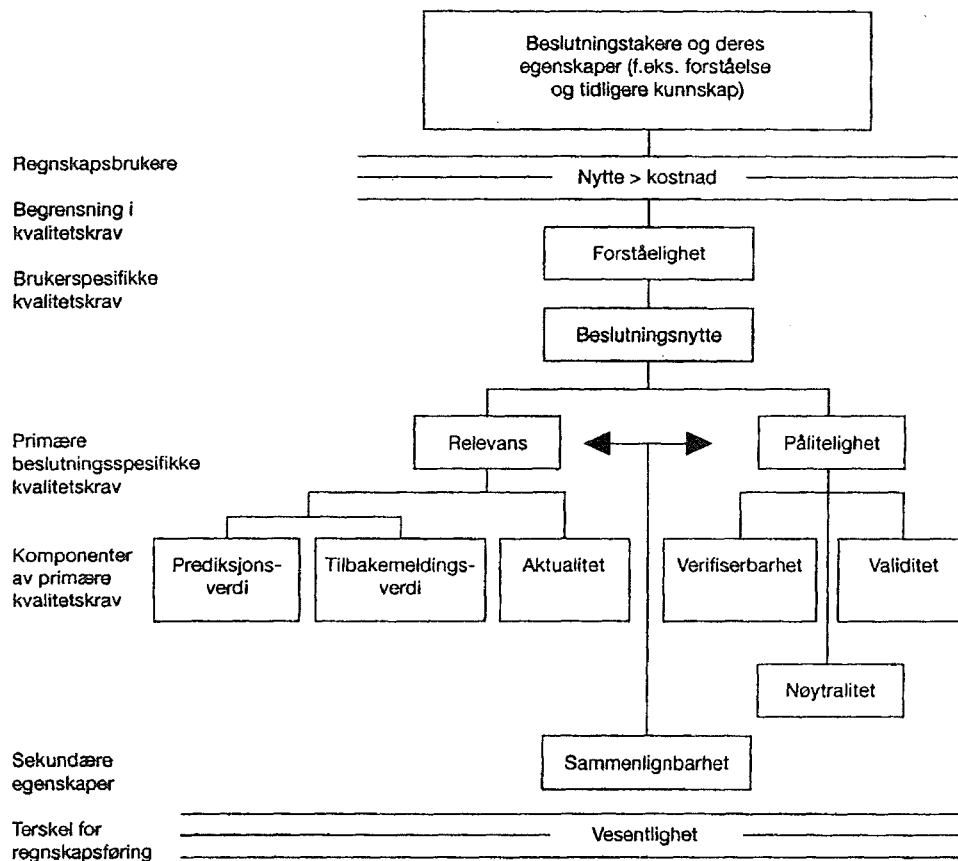 Beslutningstakere og deres
egenskaper (f.eks. forståelse
og tidligere kunnskap)
Regnskapsbrukere
Nytte > kostnad
Begrensning i
kvalitetskrav
Forståelighet
Brukerspesifikke
kvalitetskrav
Beslutningsnytte
Primære
beslutningsspesifikke
kvalitetskrav
Relevans
Pålitelighet
Komponenter
av primære
kvalitetskrav
Prediksjons-
verdi
Tilbakemeldings-
verdi
Aktualitet
Verifiserbarhet
Validitet
Nøytralitet
Sekundære
egenskaper
Sammenlignbarhet
Terskel for
regnskapsføring
Vesentlighet